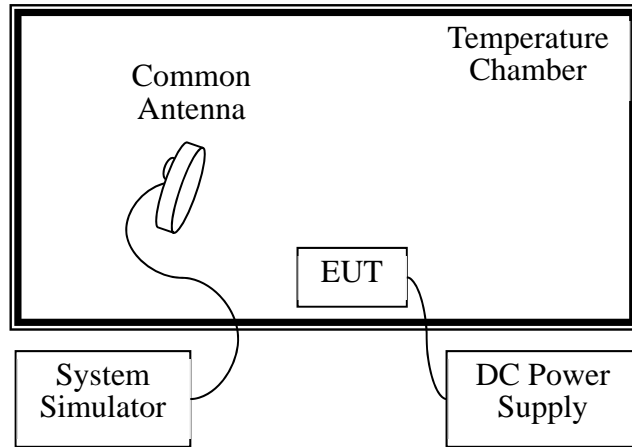 Temperature
Chamber
Common
Antenna
EUT
System
Simulator
DC Power
Supply